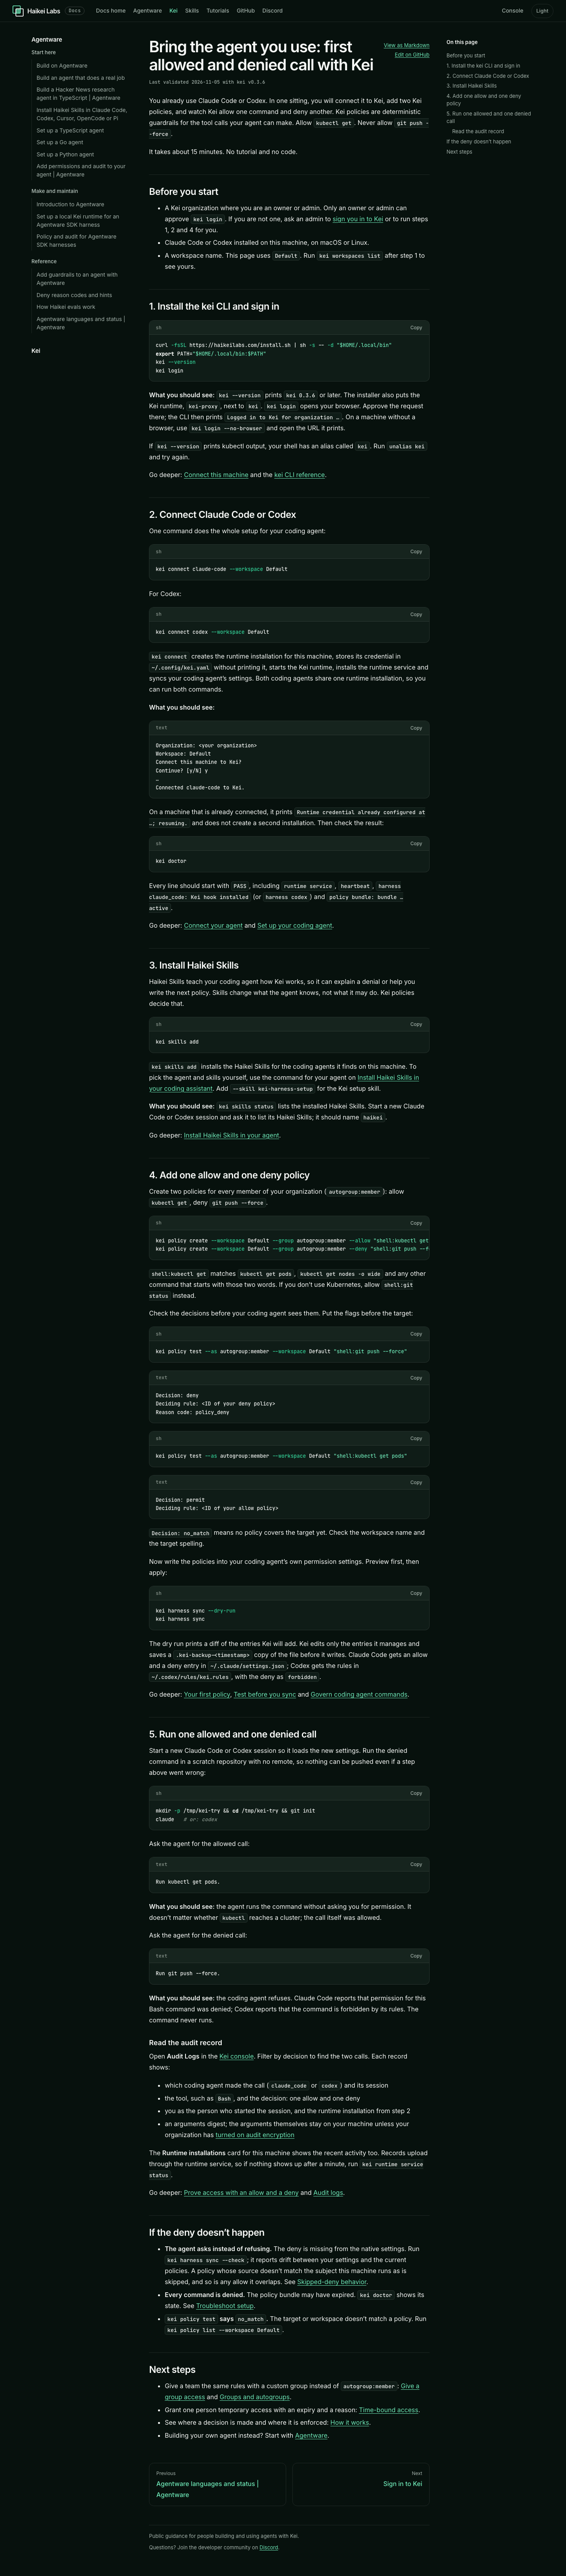 Haikei Labs Docs Docs home Agentware Kei Skills Tutorials GitHub Discord Console Light
Agentware
Start here
Build on Agentware
Build an agent that does a real job
Build a Hacker News research
agent in TypeScript | Agentware
Install Haikei Skills in Claude Code,
Codex, Cursor, OpenCode or Pi
Set up a TypeScript agent
Set up a Go agent
Set up a Python agent
Add permissions and audit to your
agent | Agentware
Make and maintain
Introduction to Agentware
Set up a local Kei runtime for an
Agentware SDK harness
Policy and audit for Agentware
SDK harnesses
Reference
Add guardrails to an agent with
Agentware
Deny reason codes and hints
How Haikei evals work
Agentware languages and status |
Agentware
Kei
Bring the agent you use: first
allowed and denied call with Kei
View as Markdown
Edit on GitHub
Last validated 2026-11-05 with kei v0.3.6
You already use Claude Code or Codex. In one sitting, you will connect it to Kei, add two Kei
policies, and watch Kei allow one command and deny another. Kei policies are deterministic
guardrails for the tool calls your agent can make. Allow kubectl get. Never allow git push -
-force.
It takes about 15 minutes. No tutorial and no code.
Before you start
A Kei organization where you are an owner or admin. Only an owner or admin can
approve kei login. If you are not one, ask an admin to sign you in to Kei or to run steps
1, 2 and 4 for you.
Claude Code or Codex installed on this machine, on macOS or Linux.
A workspace name. This page uses Default. Run kei workspaces list after step 1 to
see yours.
1. Install the kei CLI and sign in
sh Copy
curl -fsSL https://haikeilabs.com/install.sh | sh -s -- -d "$HOME/.local/bin"
export PATH="$HOME/.local/bin:$PATH"
kei --version
kei login
What you should see: kei --version prints kei 0.3.6 or later. The installer also puts the
Kei runtime, kei-proxy, next to kei. kei login opens your browser. Approve the request
there; the CLI then prints Logged in to Kei for organization …. On a machine without a
browser, use kei login --no-browser and open the URL it prints.
If kei --version prints kubectl output, your shell has an alias called kei. Run unalias kei
and try again.
Go deeper: Connect this machine and the kei CLI reference.
2. Connect Claude Code or Codex
One command does the whole setup for your coding agent:
sh Copy
kei connect claude-code --workspace Default
For Codex:
sh Copy
kei connect codex --workspace Default
kei connect creates the runtime installation for this machine, stores its credential in
~/.config/kei.yaml without printing it, starts the Kei runtime, installs the runtime service and
syncs your coding agent's settings. Both coding agents share one runtime installation, so you
can run both commands.
What you should see:
text Copy
Organization: <your organization>
Workspace: Default
Connect this machine to Kei?
Continue? [y/N] y
…
Connected claude-code to Kei.
On a machine that is already connected, it prints Runtime credential already configured at
…; resuming. and does not create a second installation. Then check the result:
sh Copy
kei doctor
Every line should start with PASS, including runtime service, heartbeat, harness
claude_code: Kei hook installed (or harness codex) and policy bundle: bundle …
active.
Go deeper: Connect your agent and Set up your coding agent.
3. Install Haikei Skills
Haikei Skills teach your coding agent how Kei works, so it can explain a denial or help you
write the next policy. Skills change what the agent knows, not what it may do. Kei policies
decide that.
sh Copy
kei skills add
kei skills add installs the Haikei Skills for the coding agents it finds on this machine. To
pick the agent and skills yourself, use the command for your agent on Install Haikei Skills in
your coding assistant. Add --skill kei-harness-setup for the Kei setup skill.
What you should see: kei skills status lists the installed Haikei Skills. Start a new Claude
Code or Codex session and ask it to list its Haikei Skills; it should name haikei.
Go deeper: Install Haikei Skills in your agent.
4. Add one allow and one deny policy
Create two policies for every member of your organization (autogroup:member): allow
kubectl get, deny git push --force.
sh Copy
kei policy create --workspace Default --group autogroup:member --allow "shell:kubectl get
kei policy create --workspace Default --group autogroup:member --deny "shell:git push --f
shell:kubectl get matches kubectl get pods, kubectl get nodes -o wide and any other
command that starts with those two words. If you don't use Kubernetes, allow shell:git
status instead.
Check the decisions before your coding agent sees them. Put the flags before the target:
sh Copy
kei policy test --as autogroup:member --workspace Default "shell:git push --force"
text Copy
Decision: deny
Deciding rule: <ID of your deny policy>
Reason code: policy_deny
sh Copy
kei policy test --as autogroup:member --workspace Default "shell:kubectl get pods"
text Copy
Decision: permit
Deciding rule: <ID of your allow policy>
Decision: no_match means no policy covers the target yet. Check the workspace name and
the target spelling.
Now write the policies into your coding agent's own permission settings. Preview first, then
apply:
sh Copy
kei harness sync --dry-run
kei harness sync
The dry run prints a diff of the entries Kei will add. Kei edits only the entries it manages and
saves a .kei-backup-<timestamp> copy of the file before it writes. Claude Code gets an allow
and a deny entry in ~/.claude/settings.json; Codex gets the rules in
~/.codex/rules/kei.rules, with the deny as forbidden.
Go deeper: Your first policy, Test before you sync and Govern coding agent commands.
5. Run one allowed and one denied call
Start a new Claude Code or Codex session so it loads the new settings. Run the denied
command in a scratch repository with no remote, so nothing can be pushed even if a step
above went wrong:
sh Copy
mkdir -p /tmp/kei-try && cd /tmp/kei-try && git init
claude # or: codex
Ask the agent for the allowed call:
text Copy
Run kubectl get pods.
What you should see: the agent runs the command without asking you for permission. It
doesn't matter whether kubectl reaches a cluster; the call itself was allowed.
Ask the agent for the denied call:
text Copy
Run git push --force.
What you should see: the coding agent refuses. Claude Code reports that permission for this
Bash command was denied; Codex reports that the command is forbidden by its rules. The
command never runs.
Read the audit record
Open Audit Logs in the Kei console. Filter by decision to find the two calls. Each record
shows:
which coding agent made the call (claude_code or codex) and its session
the tool, such as Bash, and the decision: one allow and one deny
you as the person who started the session, and the runtime installation from step 2
an arguments digest; the arguments themselves stay on your machine unless your
organization has turned on audit encryption
The Runtime installations card for this machine shows the recent activity too. Records upload
through the runtime service, so if nothing shows up after a minute, run kei runtime service
status.
Go deeper: Prove access with an allow and a deny and Audit logs.
If the deny doesn't happen
The agent asks instead of refusing. The deny is missing from the native settings. Run
kei harness sync --check; it reports drift between your settings and the current
policies. A policy whose source doesn't match the subject this machine runs as is
skipped, and so is any allow it overlaps. See Skipped-deny behavior.
Every command is denied. The policy bundle may have expired. kei doctor shows its
state. See Troubleshoot setup.
kei policy test says no_match. The target or workspace doesn't match a policy. Run
kei policy list --workspace Default.
Next steps
Give a team the same rules with a custom group instead of autogroup:member: Give a
group access and Groups and autogroups.
Grant one person temporary access with an expiry and a reason: Time-bound access.
See where a decision is made and where it is enforced: How it works.
Building your own agent instead? Start with Agentware.
Previous
Agentware languages and status |
Agentware
Next
Sign in to Kei
Public guidance for people building and using agents with Kei.
Questions? Join the developer community on Discord.
On this page
Before you start
1. Install the kei CLI and sign in
2. Connect Claude Code or Codex
3. Install Haikei Skills
4. Add one allow and one deny
policy
5. Run one allowed and one denied
call
Read the audit record
If the deny doesn't happen
Next steps